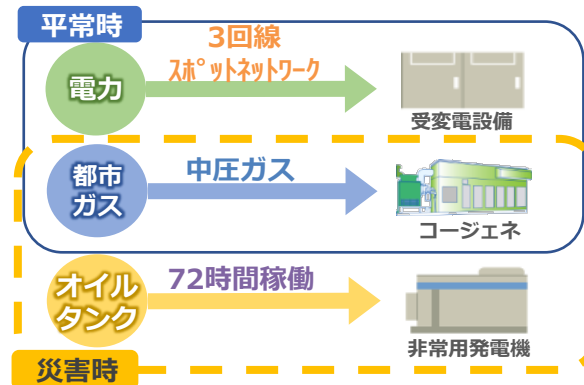 平常時
電力
3回線
スポットネットワーク
受変電設備
都市
ガス
中圧ガス
コージェネ
オイル
タンク
72時間稼働
非常用発電機
災害時